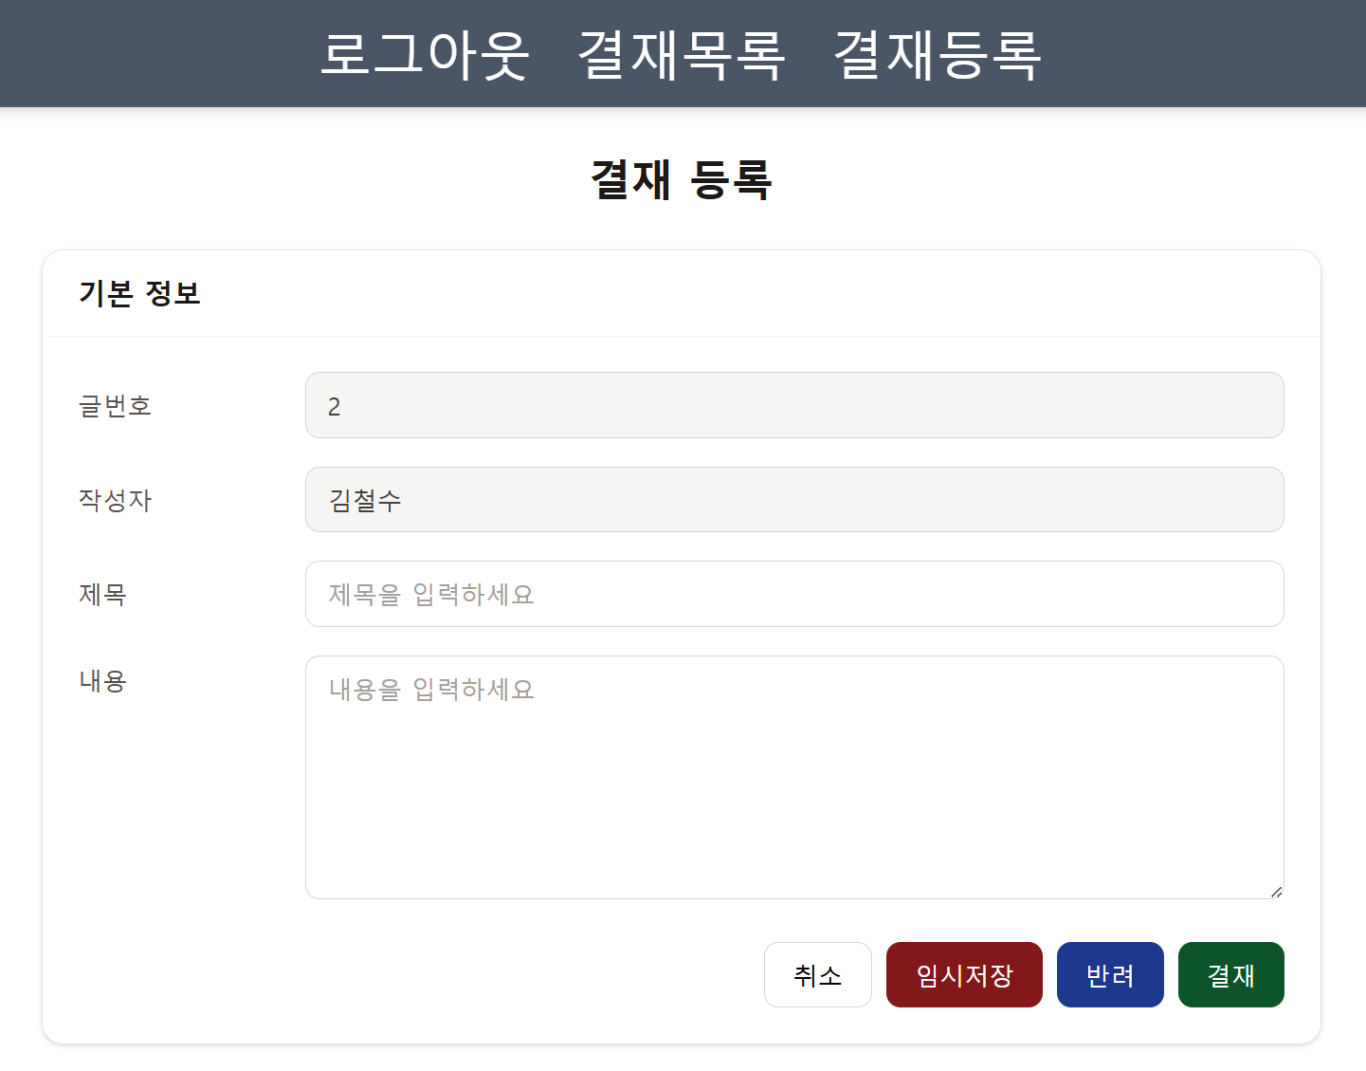 로그아웃 결재목록 결재등록
결재 등록
기본 정보
글번호 2
작성자 김철수
제목 제목을 입력하세요
내용 내용을 입력하세요
취소 임시저장 반려 결재